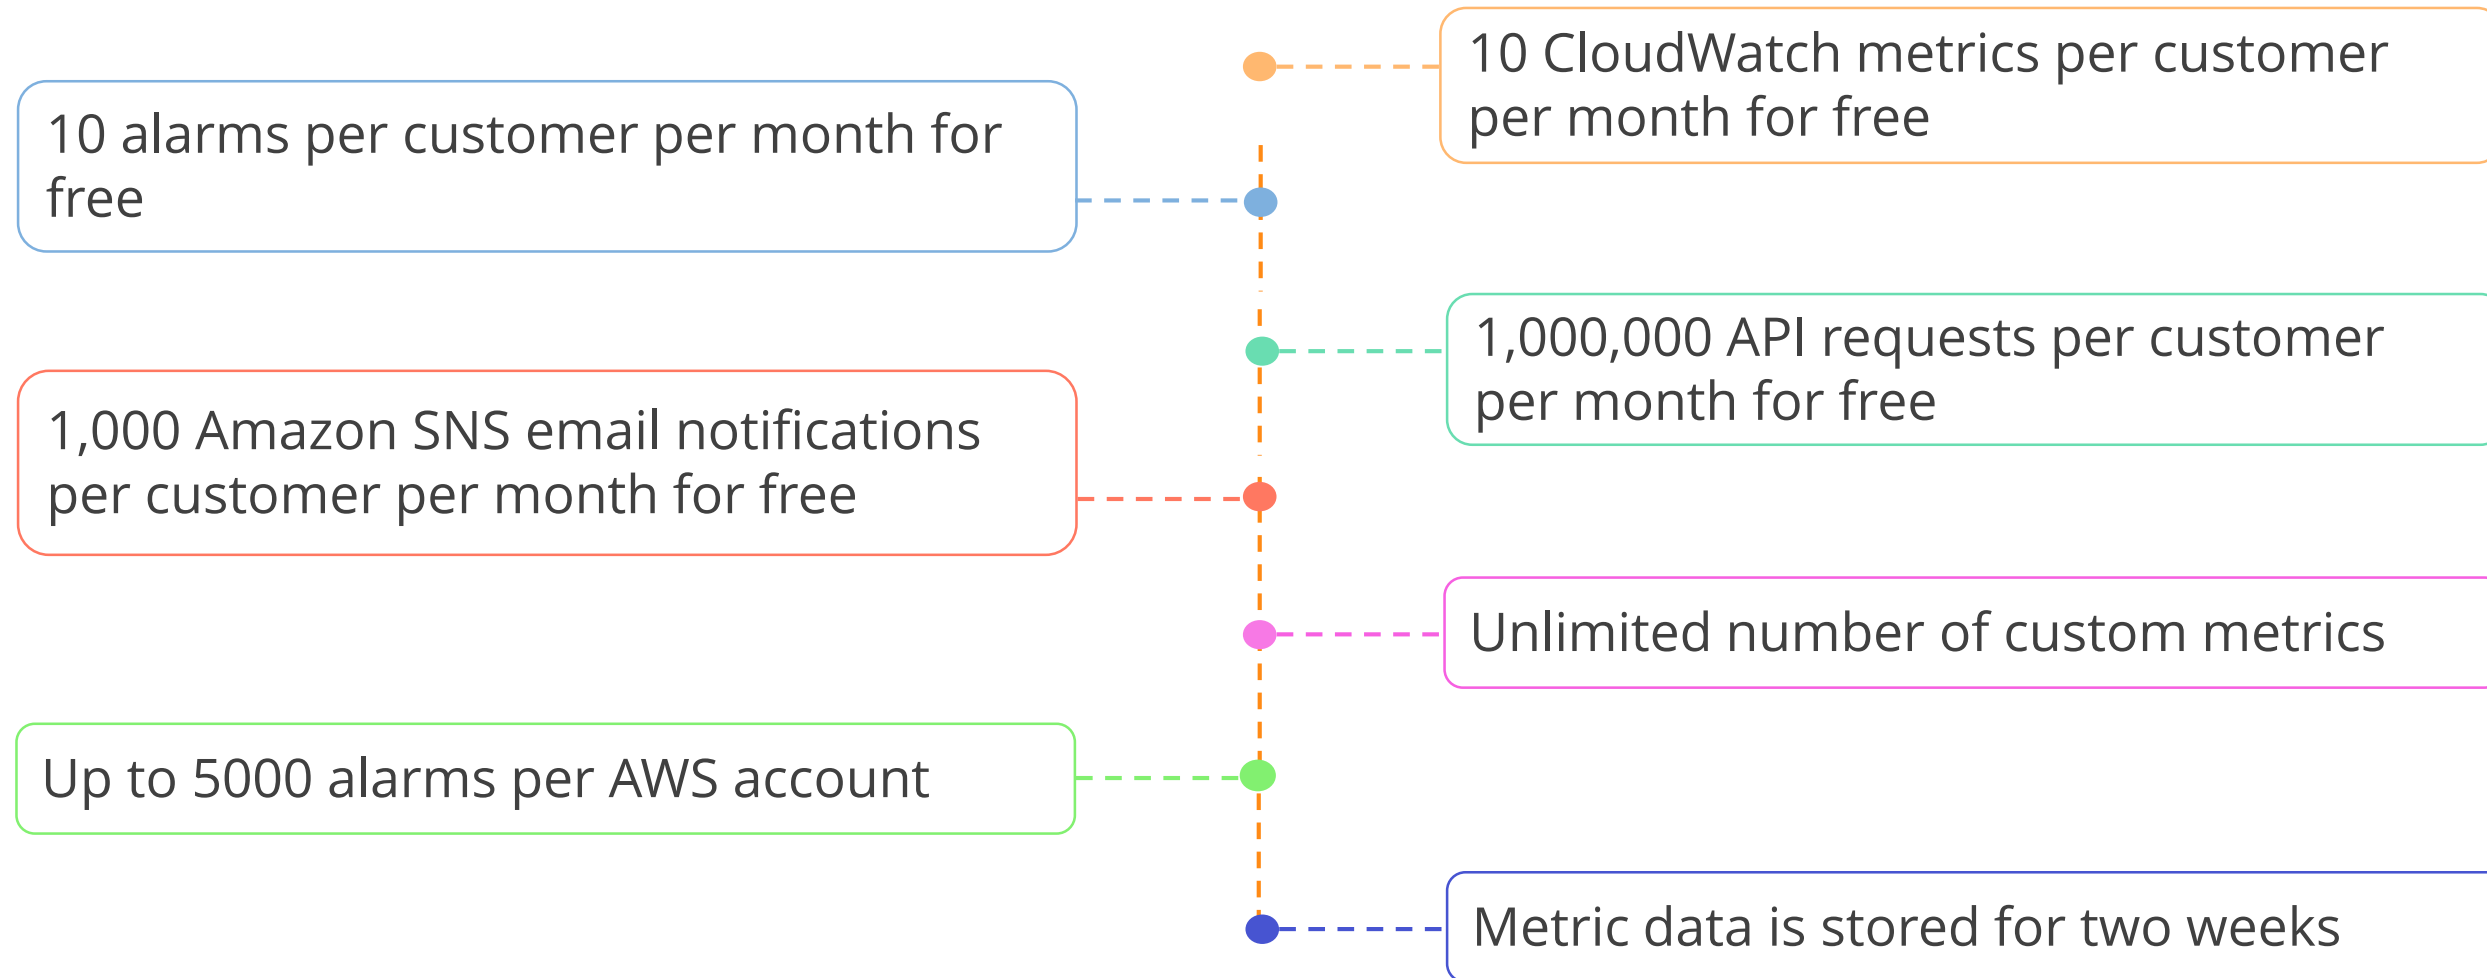 10 CloudWatch metrics per customer
per month for free
10 alarms per customer per month for
free
1,000,000 API requests per customer
per month for free
1,000 Amazon SNS email notifications
per customer per month for free
Unlimited number of custom metrics
Up to 5000 alarms per AWS account
Metric data is stored for two weeks